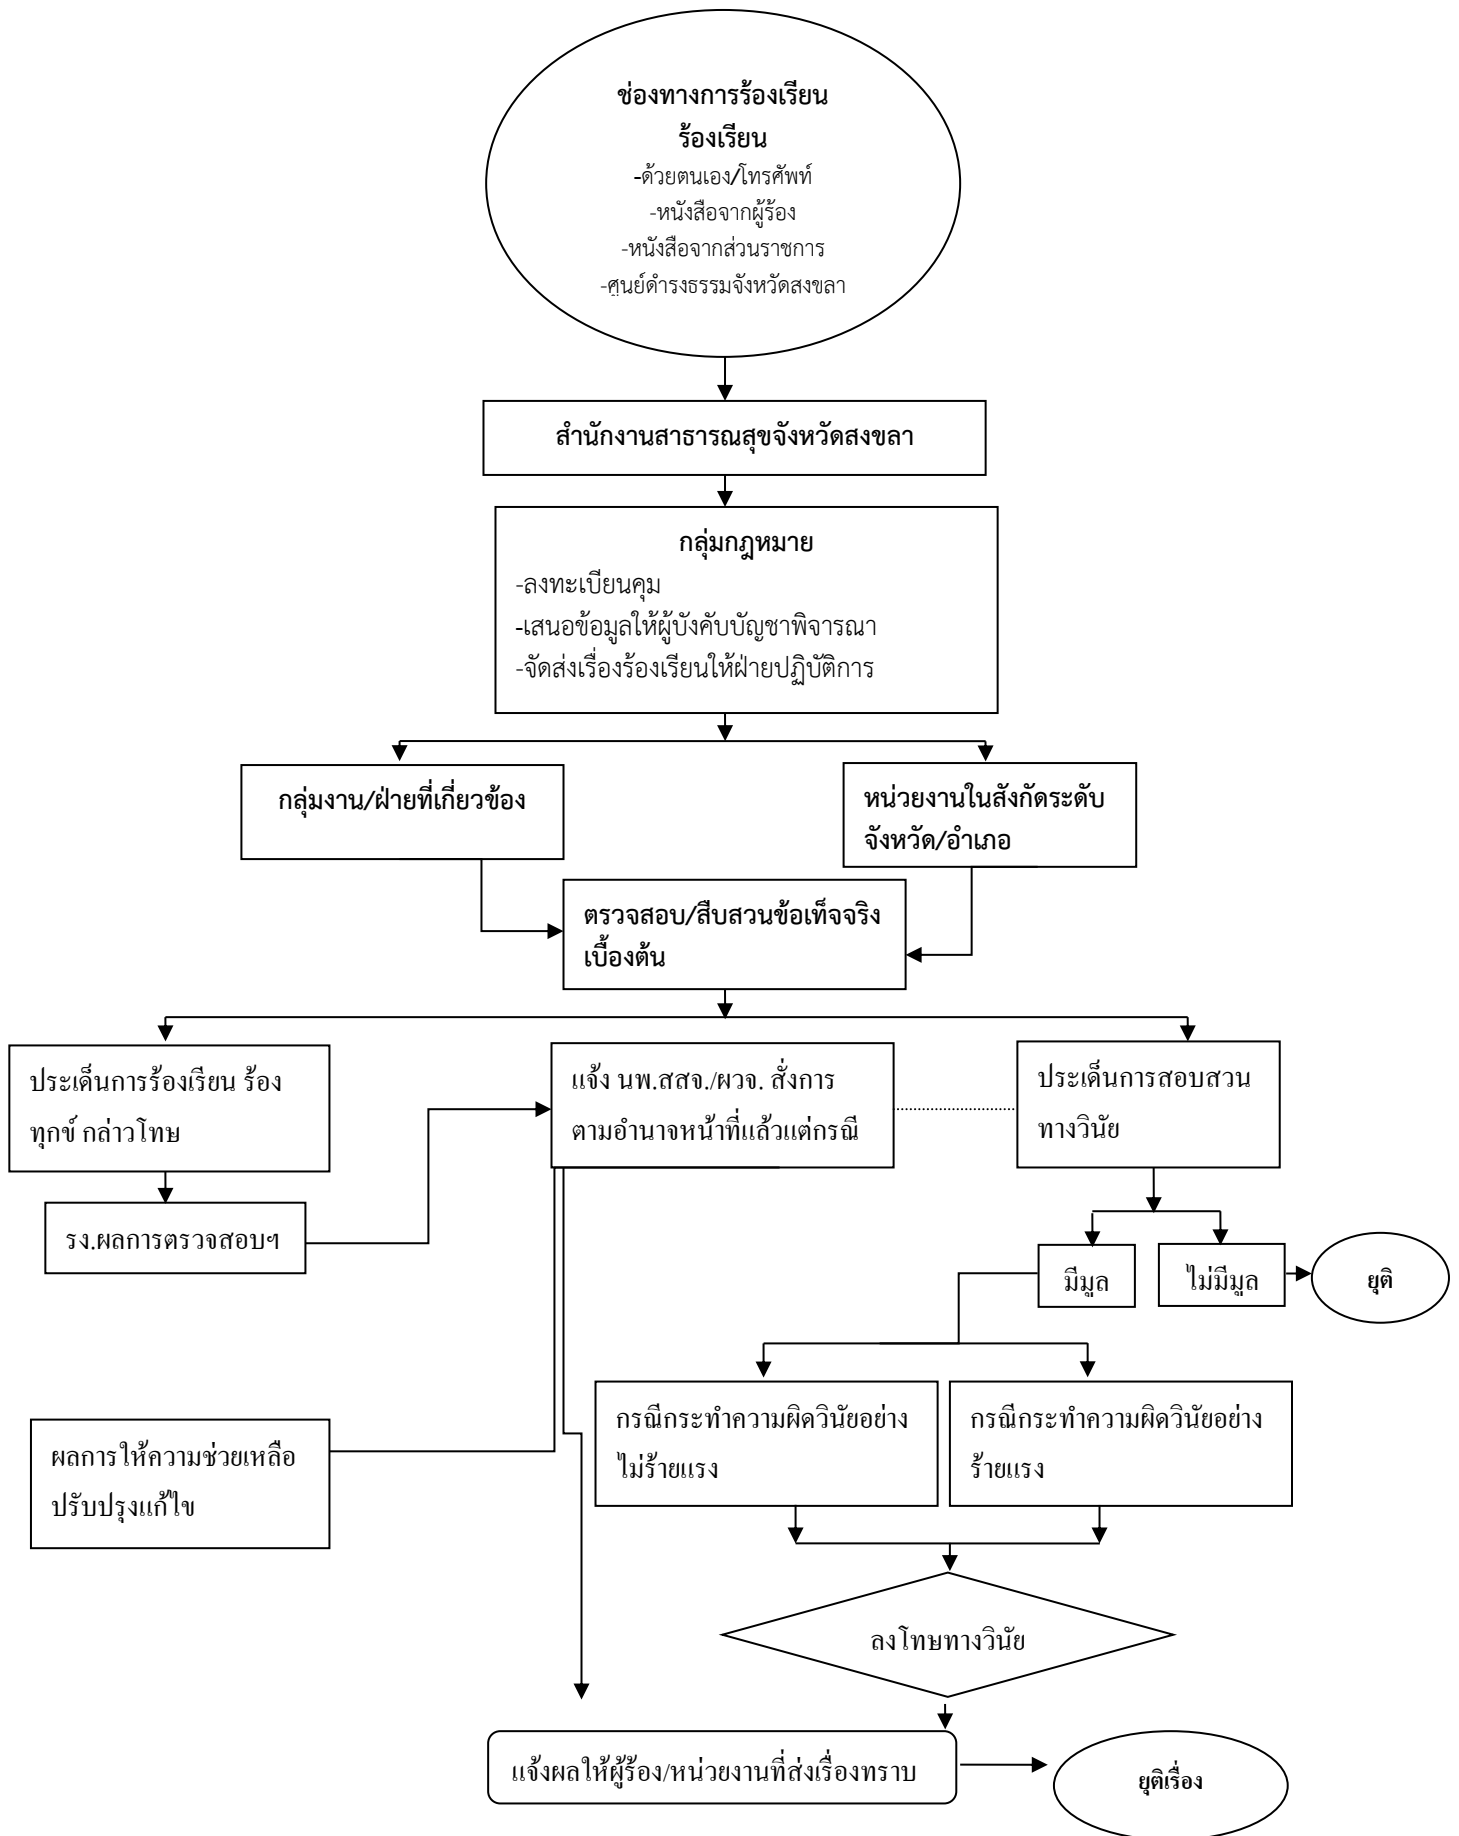 ช่องทางการร้องเรียน
ร้องเรียน
-ด้วยตนเอง/โทรศัพท์
-หนังสือจากผู้ร้อง
-หนังสือจากส่วนราชการ
-ศูนย์ดำรงธรรมจังหวัดสงขลา
สำนักงานสาธารณสุขจังหวัดสงขลา
กลุ่มกฎหมาย
-ลงทะเบียนคุม
-เสนอข้อมูลให้ผู้บังคับบัญชาพิจารณา
-จัดส่งเรื่องร้องเรียนให้ฝ่ายปฏิบัติการ
กลุ่มงาน/ฝ่ายที่เกี่ยวข้อง
หน่วยงานในสังกัดระดับ
จังหวัด/อำเภอ
ตรวจสอบ/สืบสวนข้อเท็จจริง
เบื้องต้น
ประเด็นการร้องเรียน ร้อง
ทุกข์ กล่าวโทษ
แจ้ง นพ.สสจ./ผวจ. สั่งการ
ตามอำนาจหน้าที่แล้วแต่กรณี
ประเด็นการสอบสวน
ทางวินัย
รง.ผลการตรวจสอบฯ
มีมูล
ไม่มีมูล
ยุติ
กรณีกระทำความผิดวินัยอย่าง
ไม่ร้ายแรง
กรณีกระทำความผิดวินัยอย่าง
ร้ายแรง
ผลการให้ความช่วยเหลือ
ปรับปรุงแก้ไข
ลงโทษทางวินัย
แจ้งผลให้ผู้ร้อง/หน่วยงานที่ส่งเรื่องทราบ
ยุติเรื่อง